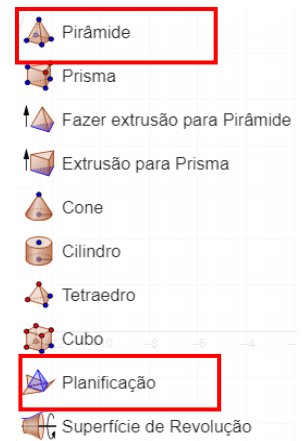 Pirâmide
Prisma
Fazer extrusão para Pirâmide
Extrusão para Prisma
Cone
Cilindro
Tetraedro
Cubo
Planificação
Superfície de Revolução